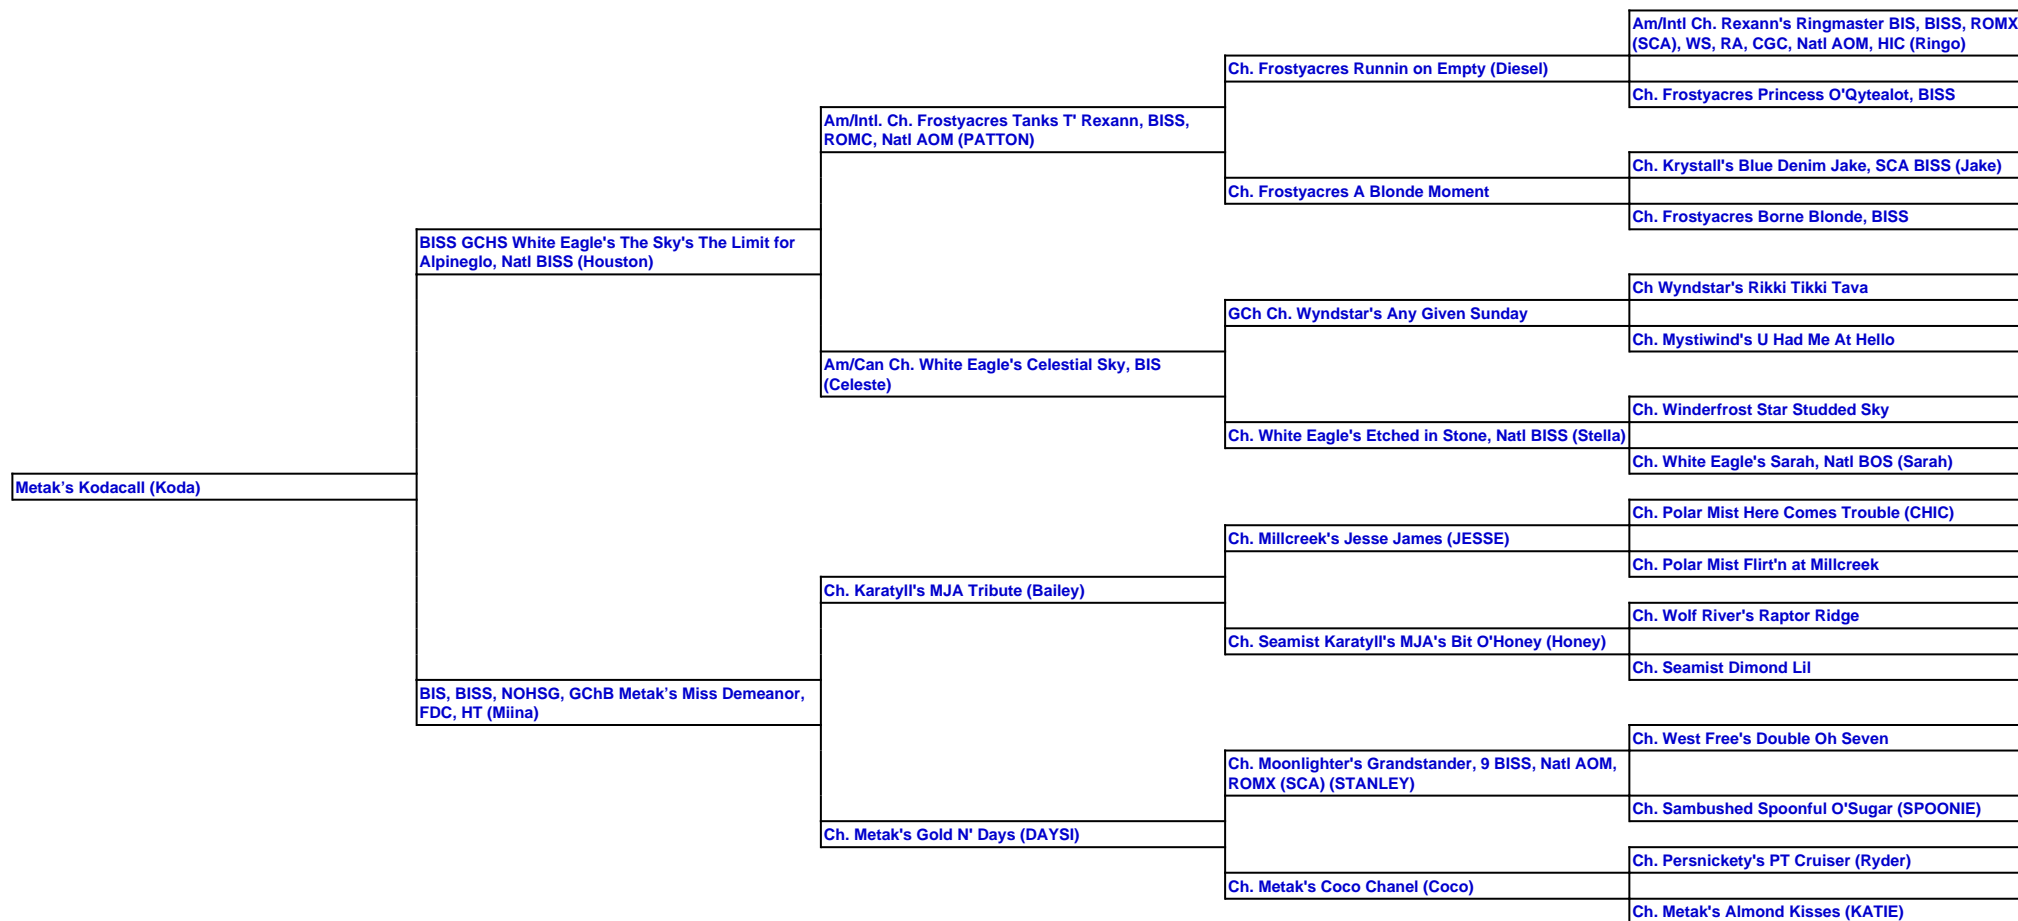 Am/Intl Ch. Rexann's Ringmaster BIS, BISS, ROMX
(SCA), WS, RA, CGC, Natl AOM, HIC (Ringo)
Ch. Frostyacres Runnin on Empty (Diesel)
Ch. Frostyacres Princess O'Qytealot, BISS
Am/Intl. Ch. Frostyacres Tanks T' Rexann, BISS,
ROMC, Natl AOM (PATTON)
Ch. Krystall's Blue Denim Jake, SCA BISS (Jake)
Ch. Frostyacres A Blonde Moment
Ch. Frostyacres Borne Blonde, BISS
BISS GCHS White Eagle's The Sky's The Limit for
Alpineglo, Natl BISS (Houston)
Ch Wyndstar's Rikki Tikki Tava
GCh Ch. Wyndstar's Any Given Sunday
Ch. Mystiwind's U Had Me At Hello
Am/Can Ch. White Eagle's Celestial Sky, BIS
(Celeste)
Ch. Winderfrost Star Studded Sky
Ch. White Eagle's Etched in Stone, Natl BISS (Stella)
Ch. White Eagle's Sarah, Natl BOS (Sarah)
Metak’s Kodacall (Koda)
Ch. Polar Mist Here Comes Trouble (CHIC)
Ch. Millcreek's Jesse James (JESSE)
Ch. Polar Mist Flirt'n at Millcreek
Ch. Karatyll's MJA Tribute (Bailey)
Ch. Wolf River's Raptor Ridge
Ch. Seamist Karatyll's MJA's Bit O'Honey (Honey)
Ch. Seamist Dimond Lil
BIS, BISS, NOHSG, GChB Metak’s Miss Demeanor,
FDC, HT (Miina)
Ch. West Free's Double Oh Seven
Ch. Moonlighter's Grandstander, 9 BISS, Natl AOM,
ROMX (SCA) (STANLEY)
Ch. Sambushed Spoonful O'Sugar (SPOONIE)
Ch. Metak's Gold N' Days (DAYSI)
Ch. Persnickety's PT Cruiser (Ryder)
Ch. Metak's Coco Chanel (Coco)
Ch. Metak's Almond Kisses (KATIE)